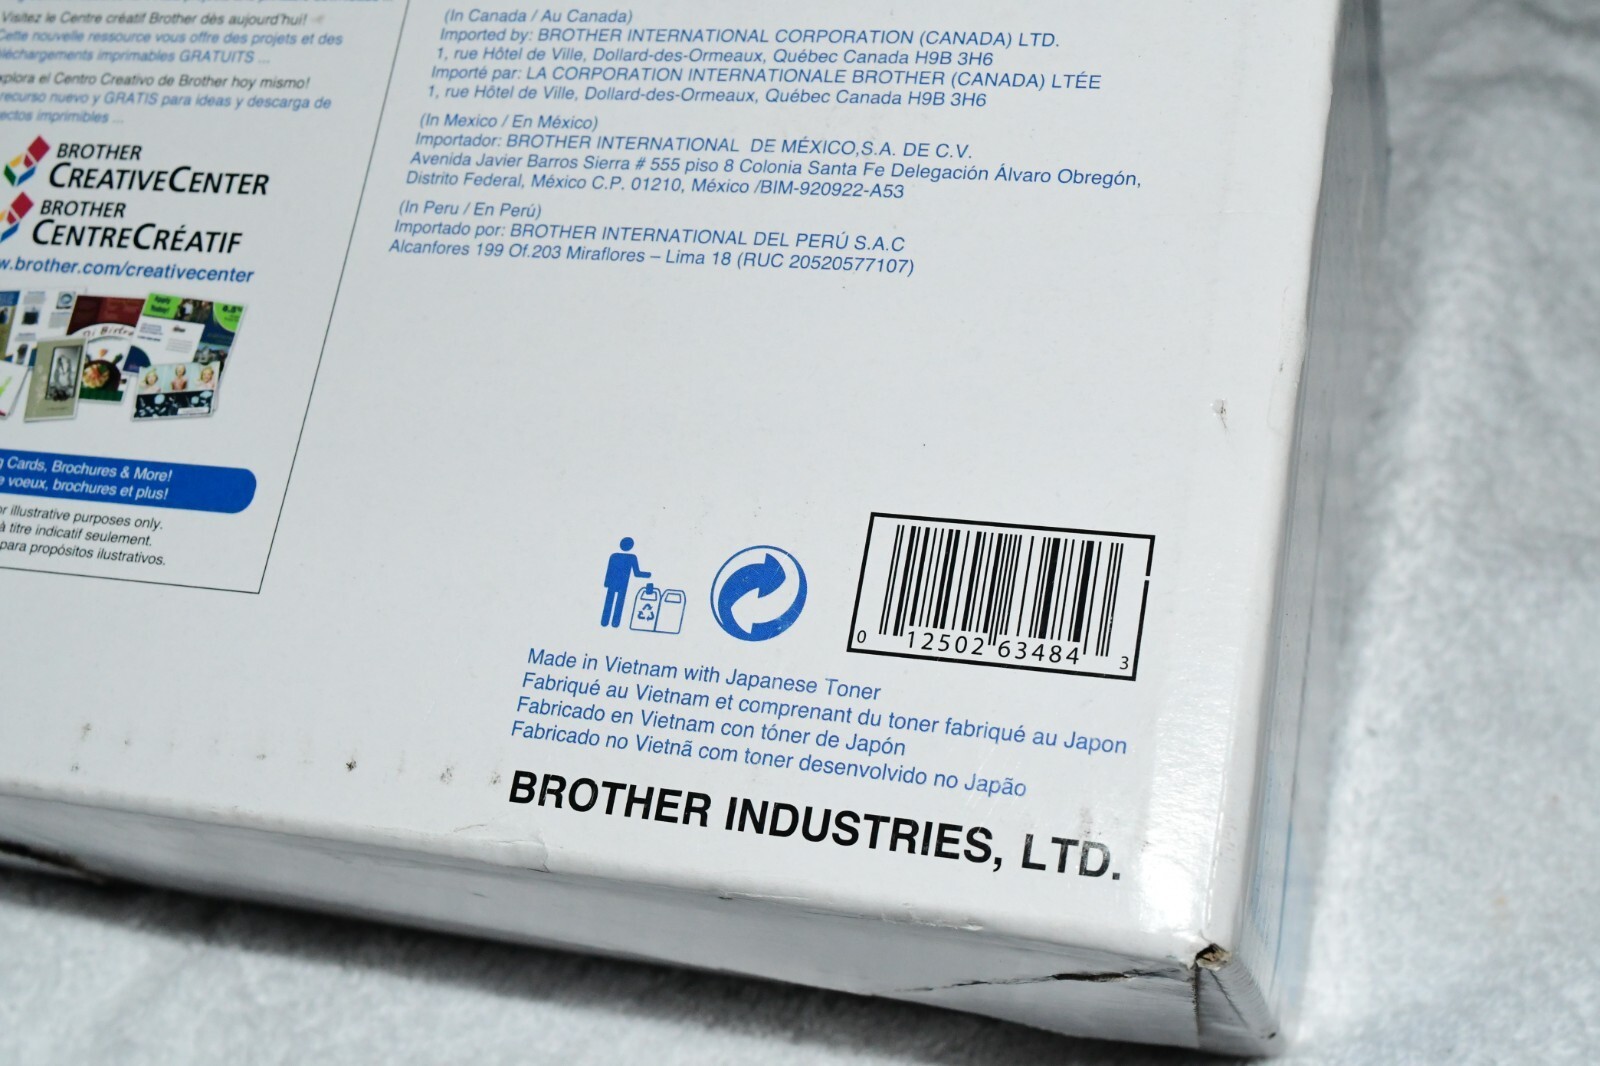 Visitez le Centre créatif Brother dès aujourd'hui!
Cette nouvelle ressource vous offre des projets et des
téléchargements imprimables GRATUITS ...
xplora el Centro Creativo de Brother hoy mismo!
recurso nuevo y GRATIS para ideas y descarga de
ectos imprimibles ...
BROTHER
CREATIVECENTER
BROTHER
CENTRECRÉATIF
w.brother.com/creativecenter
g Cards, Brochures & More!
e voeux, brochures et plus!
or illustrative purposes only.
à titre indicatif seulement.
para propósitos ilustrativos.
(In Canada / Au Canada)
Imported by: BROTHER INTERNATIONAL CORPORATION (CANADA) LTD.
1, rue Hôtel de Ville, Dollard-des-Ormeaux, Québec Canada H9B 3H6
Importé par: LA CORPORATION INTERNATIONALE BROTHER (CANADA) LTÉE
1, rue Hôtel de Ville, Dollard-des-Ormeaux, Québec Canada H9B 3H6
(In Mexico / En México)
Importador: BROTHER INTERNATIONAL DE MÉXICO,S.A. DE C.V.
Avenida Javier Barros Sierra # 555 piso 8 Colonia Santa Fe Delegación Álvaro Obregón,
Distrito Federal, México C.P. 01210, México /BIM-920922-A53
(In Peru / En Perú)
Importado por: BROTHER INTERNATIONAL DEL PERÚ S.A.C
Alcanfores 199 Of.203 Miraflores – Lima 18 (RUC 20520577107)
0 12502 63484 3
Made in Vietnam with Japanese Toner
Fabriqué au Vietnam et comprenant du toner fabriqué au Japon
Fabricado en Vietnam con tóner de Japón
Fabricado no Vietnã com toner desenvolvido no Japão
BROTHER INDUSTRIES, LTD.